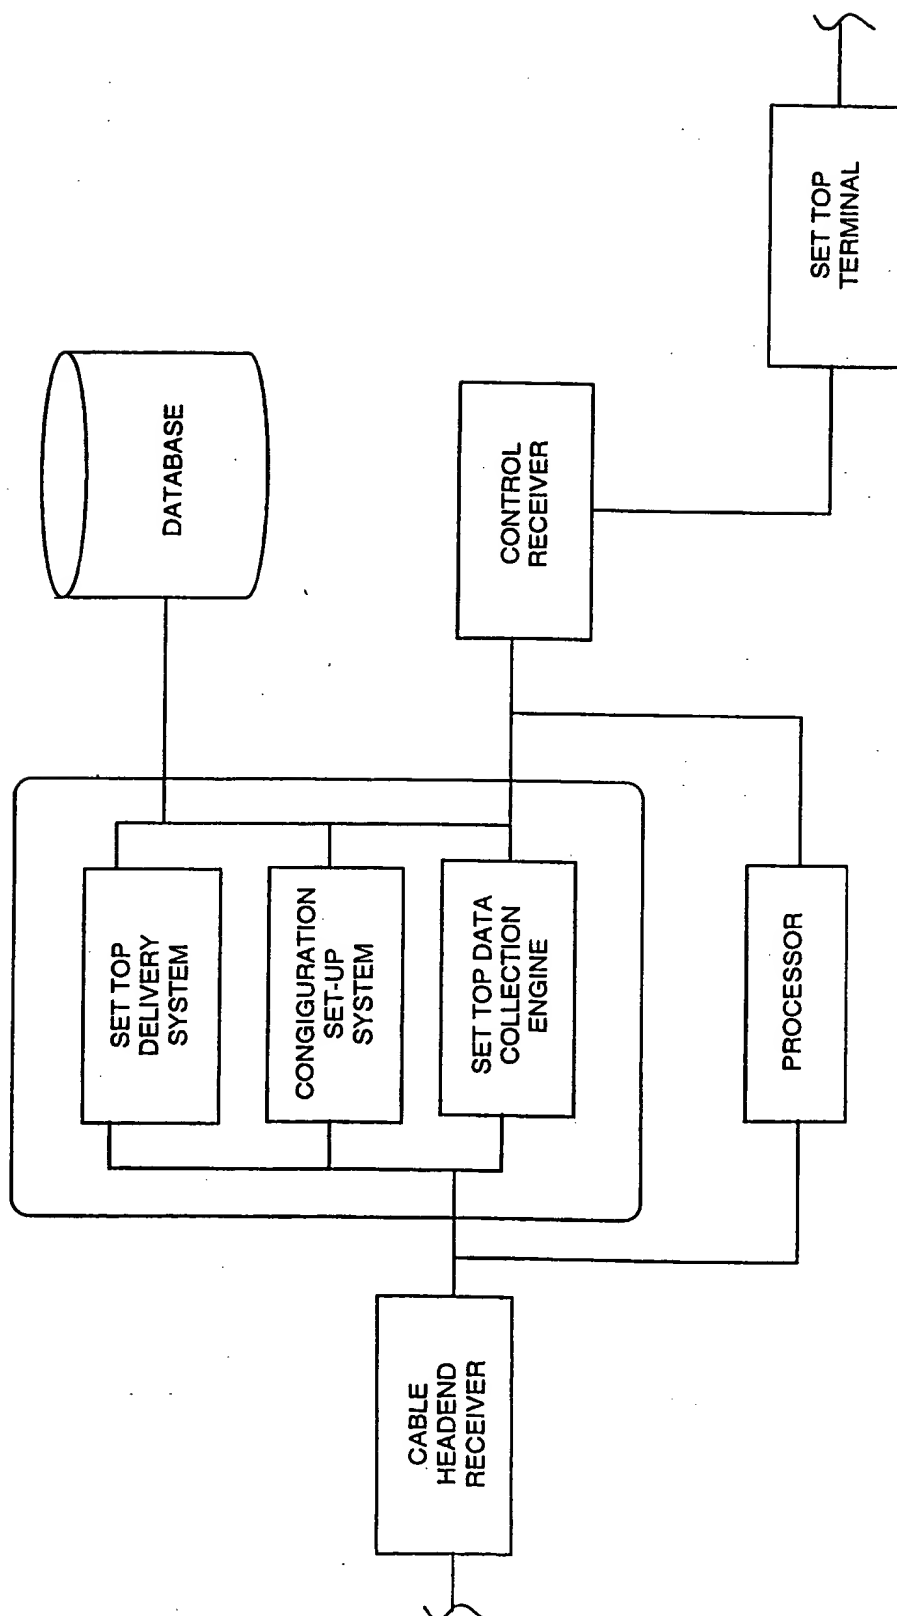 CABLE
HEADEND
RECEIVER
SET TOP
DELIVERY
SYSTEM
CONGIGURATION
SET-UP
SYSTEM
SET TOP DATA
COLLECTION
ENGINE
PROCESSOR
DATABASE
CONTROL
RECEIVER
SET TOP
TERMINAL